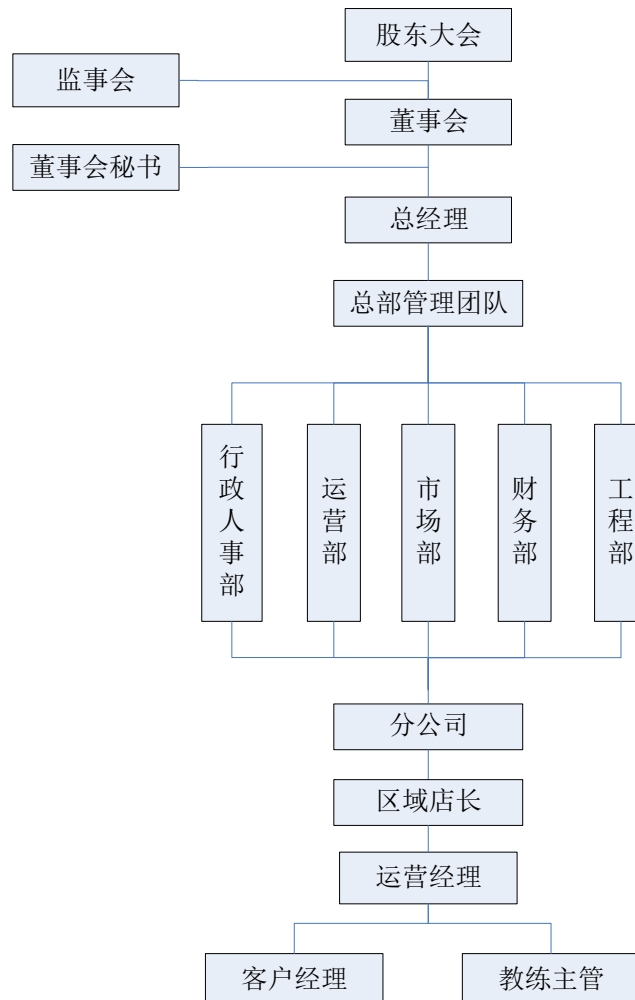 股东大会
监事会
董事会
董事会秘书
总经理
总部管理团队
行政人事部
运营部
市场部
财务部
工程部
分公司
区域店长
运营经理
客户经理
教练主管